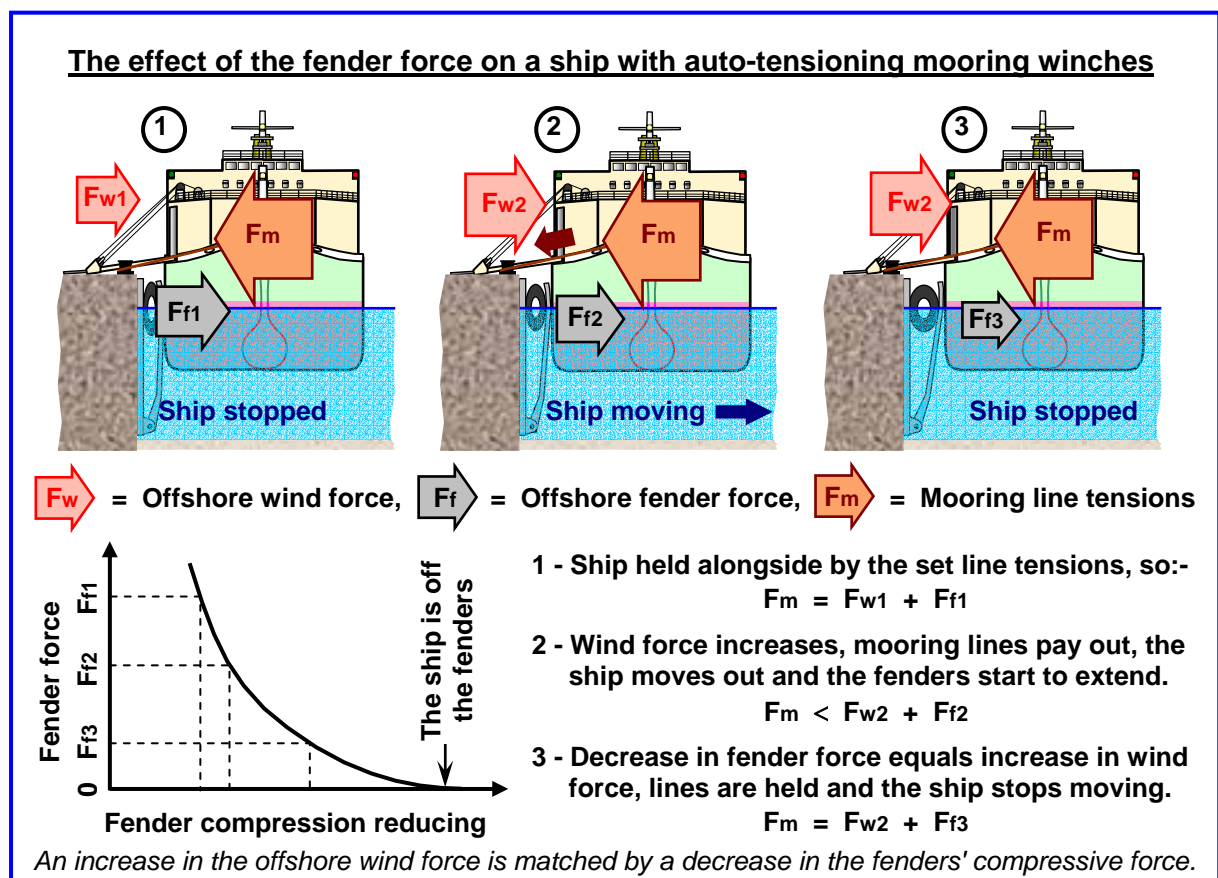 The effect of the fender force on a ship with auto-tensioning mooring winches
1
2
3
Fw1
Fm
Ff1
Ship stopped
Fw2
Fm
Ff2
Ship moving
Fw2
Fm
Ff3
Ship stopped
Fw = Offshore wind force, Ff = Offshore fender force, Fm = Mooring line tensions
Fender force
Ff1
Ff2
Ff3
0
The ship is off
the fenders
Fender compression reducing
1 - Ship held alongside by the set line tensions, so:-
Fm = Fw1 + Ff1
2 - Wind force increases, mooring lines pay out, the
ship moves out and the fenders start to extend.
Fm < Fw2 + Ff2
3 - Decrease in fender force equals increase in wind
force, lines are held and the ship stops moving.
Fm = Fw2 + Ff3
An increase in the offshore wind force is matched by a decrease in the fenders' compressive force.